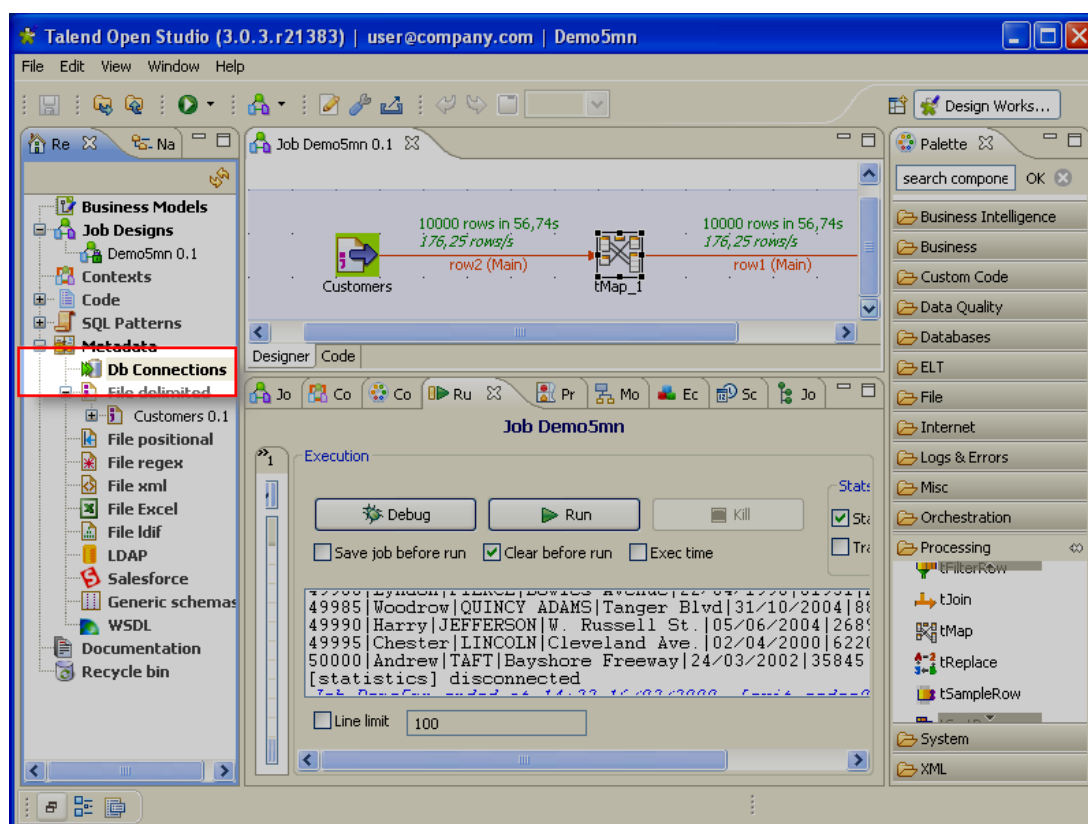 Talend Open Studio (3.0.3.r21383) | user@company.com | Demo5mn
File Edit View Window Help
Design Works...
Re
Na
Business Models
Job Designs
Demo5mn 0.1
Contexts
Code
SQL Patterns
Metadata
Db Connections
File delimited
Customers 0.1
File positional
File regex
File xml
File Excel
File ldif
LDAP
Salesforce
Generic schemas
WSDL
Documentation
Recycle bin
Job Demo5mn 0.1
10000 rows in 56,74s
176,25 rows/s
row2 (Main)
Customers
tMap_1
10000 rows in 56,74s
176,25 rows/s
row1 (Main)
Designer Code
Jo Co Co Ru Pr Mo Ec Sc Jo
Job Demo5mn
1
Execution
Debug Run Kill
Save job before run Clear before run Exec time
Stats
Sta
Tra
49985|Woodrow|QUINCY ADAMS|Tanger Blvd|31/10/2004|88
49990|Harry|JEFFERSON|W. Russell St.|05/06/2004|2689
49995|Chester|LINCOLN|Cleveland Ave.|02/04/2000|6220
50000|Andrew|TAFT|Bayshore Freeway|24/03/2002|35845
[statistics] disconnected
Line limit 100
Palette
search compone OK
Business Intelligence
Business
Custom Code
Data Quality
Databases
ELT
File
Internet
Logs & Errors
Misc
Orchestration
Processing
tFilterRow
tJoin
tMap
tReplace
tSampleRow
System
XML